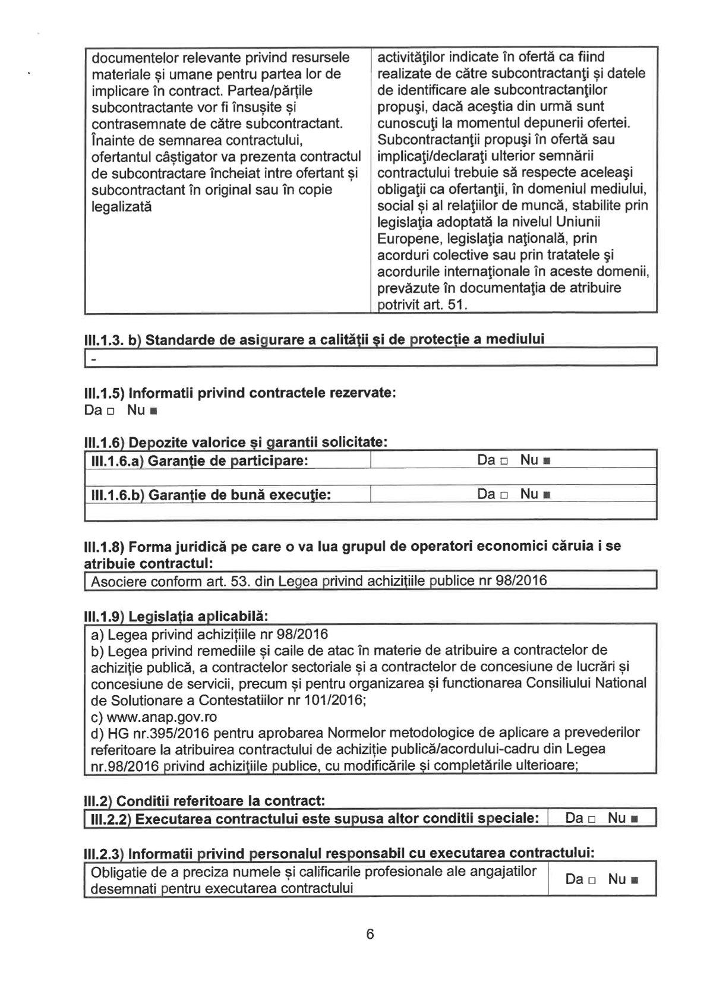 documentelor relevante privind resursele
materiale și umane pentru partea lor de
implicare în contract. Partea/părțile
subcontractante vor fi însușite și
contrasemnate de către subcontractant.
Înainte de semnarea contractului,
ofertantul câștigator va prezenta contractul
de subcontractare încheiat intre ofertant și
subcontractant în original sau în copie
legalizată
activităţilor indicate în ofertă ca fiind
realizate de către subcontractanţi și datele
de identificare ale subcontractanţilor
propuşi, dacă aceştia din urmă sunt
cunoscuţi la momentul depunerii ofertei.
Subcontractanţii propuşi în ofertă sau
implicaţi/declaraţi ulterior semnării
contractului trebuie să respecte aceleaşi
obligaţii ca ofertanţii, în domeniul mediului,
social și al relaţiilor de muncă, stabilite prin
legislaţia adoptată la nivelul Uniunii
Europene, legislaţia naţională, prin
acorduri colective sau prin tratatele şi
acordurile internaţionale în aceste domenii,
prevăzute în documentaţia de atribuire
potrivit art. 51.
III.1.3. b) Standarde de asigurare a calității și de protecție a mediului
-
III.1.5) Informatii privind contractele rezervate:
Da □ Nu ■
III.1.6) Depozite valorice și garantii solicitate:
III.1.6.a) Garanție de participare: Da □ Nu ■
III.1.6.b) Garanție de bună execuţie: Da □ Nu ■
III.1.8) Forma juridică pe care o va lua grupul de operatori economici căruia i se
atribuie contractul:
Asociere conform art. 53. din Legea privind achizițiile publice nr 98/2016
III.1.9) Legislația aplicabilă:
a) Legea privind achizițiile nr 98/2016
b) Legea privind remediile și caile de atac în materie de atribuire a contractelor de
achiziție publică, a contractelor sectoriale și a contractelor de concesiune de lucrări și
concesiune de servicii, precum și pentru organizarea și functionarea Consiliului National
de Solutionare a Contestatiilor nr 101/2016;
c) www.anap.gov.ro
d) HG nr.395/2016 pentru aprobarea Normelor metodologice de aplicare a prevederilor
referitoare la atribuirea contractului de achiziție publică/acordului-cadru din Legea
nr.98/2016 privind achizițiile publice, cu modificările și completările ulterioare;
III.2) Conditii referitoare la contract:
III.2.2) Executarea contractului este supusa altor conditii speciale: Da □ Nu ■
III.2.3) Informatii privind personalul responsabil cu executarea contractului:
Obligatie de a preciza numele și calificarile profesionale ale angajatilor
desemnati pentru executarea contractului
Da □ Nu ■
6